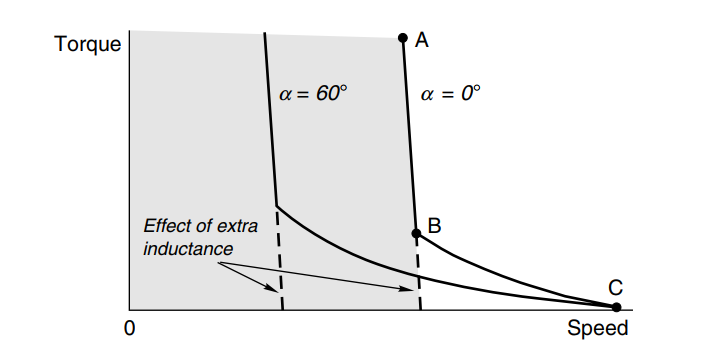 Torque
A
α = 60°
α = 0°
Effect of extra
inductance
B
C
0
Speed